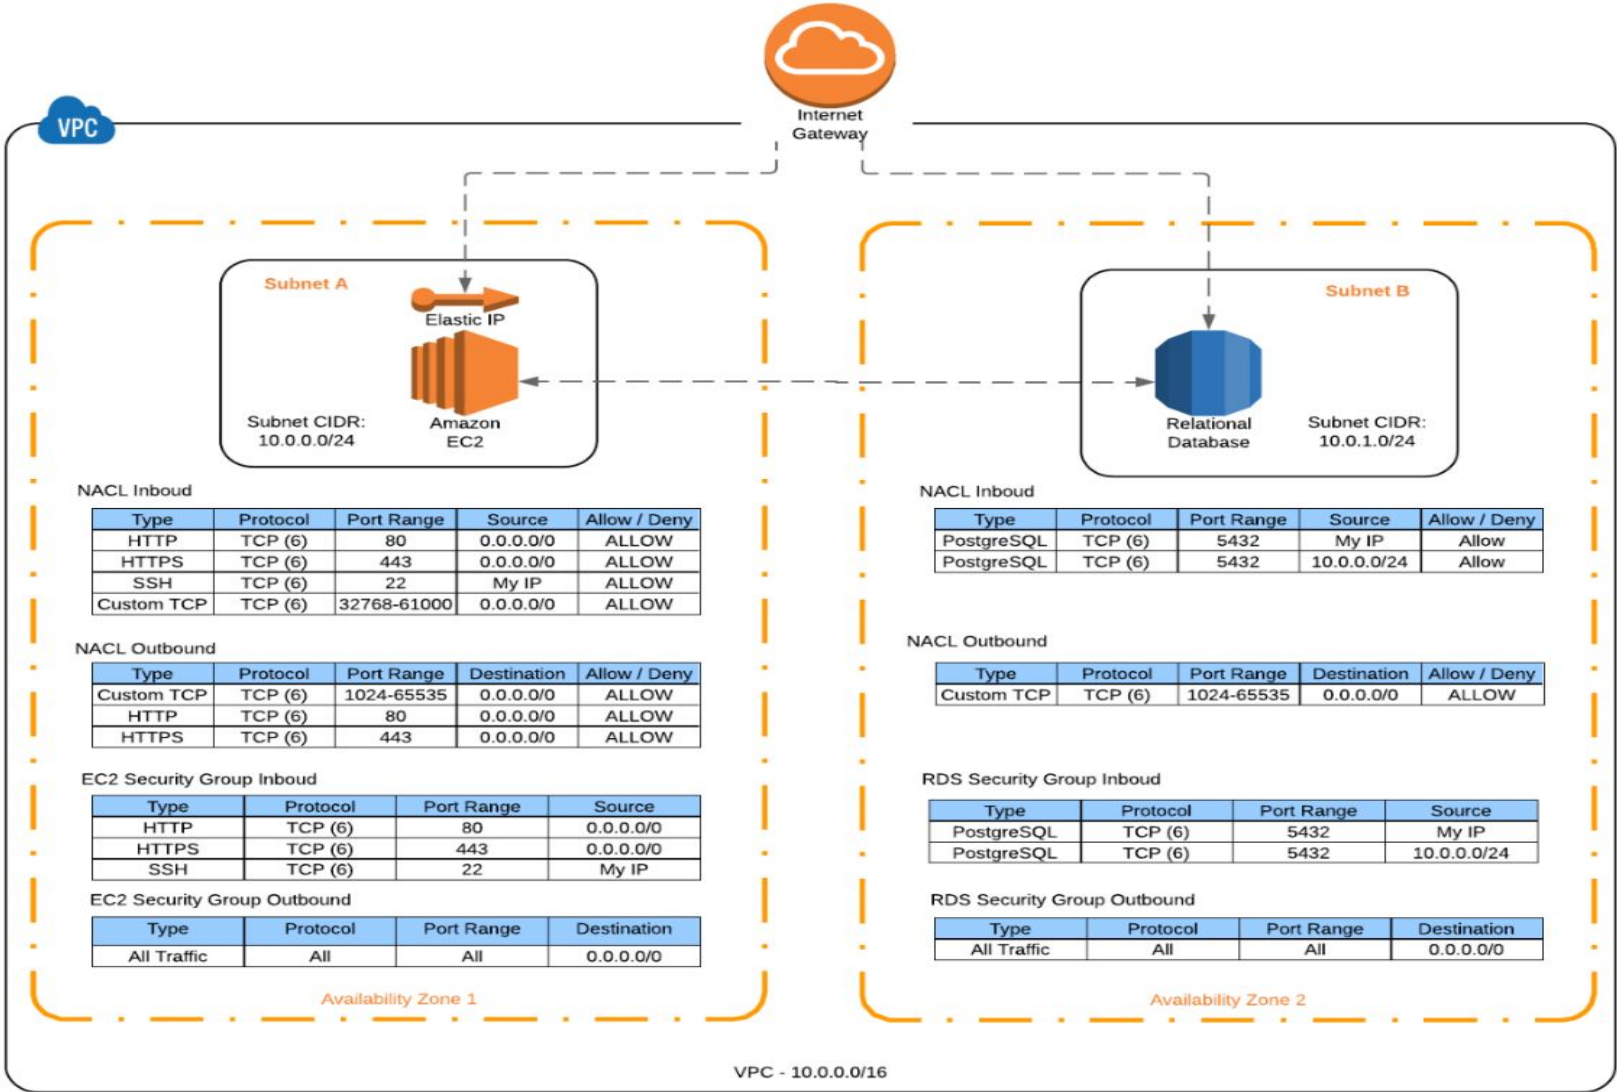 Internet
Gateway
VPC
Subnet A
Elastic IP
Amazon
EC2
Subnet CIDR:
10.0.0.0/24
NACL Inboud
Type Protocol Port Range Source Allow / Deny
HTTP TCP (6) 80 0.0.0.0/0 ALLOW
HTTPS TCP (6) 443 0.0.0.0/0 ALLOW
SSH TCP (6) 22 My IP ALLOW
Custom TCP TCP (6) 32768-61000 0.0.0.0/0 ALLOW
NACL Outbound
Type Protocol Port Range Destination Allow / Deny
Custom TCP TCP (6) 1024-65535 0.0.0.0/0 ALLOW
HTTP TCP (6) 80 0.0.0.0/0 ALLOW
HTTPS TCP (6) 443 0.0.0.0/0 ALLOW
EC2 Security Group Inboud
Type Protocol Port Range Source
HTTP TCP (6) 80 0.0.0.0/0
HTTPS TCP (6) 443 0.0.0.0/0
SSH TCP (6) 22 My IP
EC2 Security Group Outbound
Type Protocol Port Range Destination
All Traffic All All 0.0.0.0/0
Availability Zone 1
Subnet B
Relational
Database
Subnet CIDR:
10.0.1.0/24
NACL Inboud
Type Protocol Port Range Source Allow / Deny
PostgreSQL TCP (6) 5432 My IP Allow
PostgreSQL TCP (6) 5432 10.0.0.0/24 Allow
NACL Outbound
Type Protocol Port Range Destination Allow / Deny
Custom TCP TCP (6) 1024-65535 0.0.0.0/0 ALLOW
RDS Security Group Inboud
Type Protocol Port Range Source
PostgreSQL TCP (6) 5432 My IP
PostgreSQL TCP (6) 5432 10.0.0.0/24
RDS Security Group Outbound
Type Protocol Port Range Destination
All Traffic All All 0.0.0.0/0
Availability Zone 2
VPC - 10.0.0.0/16